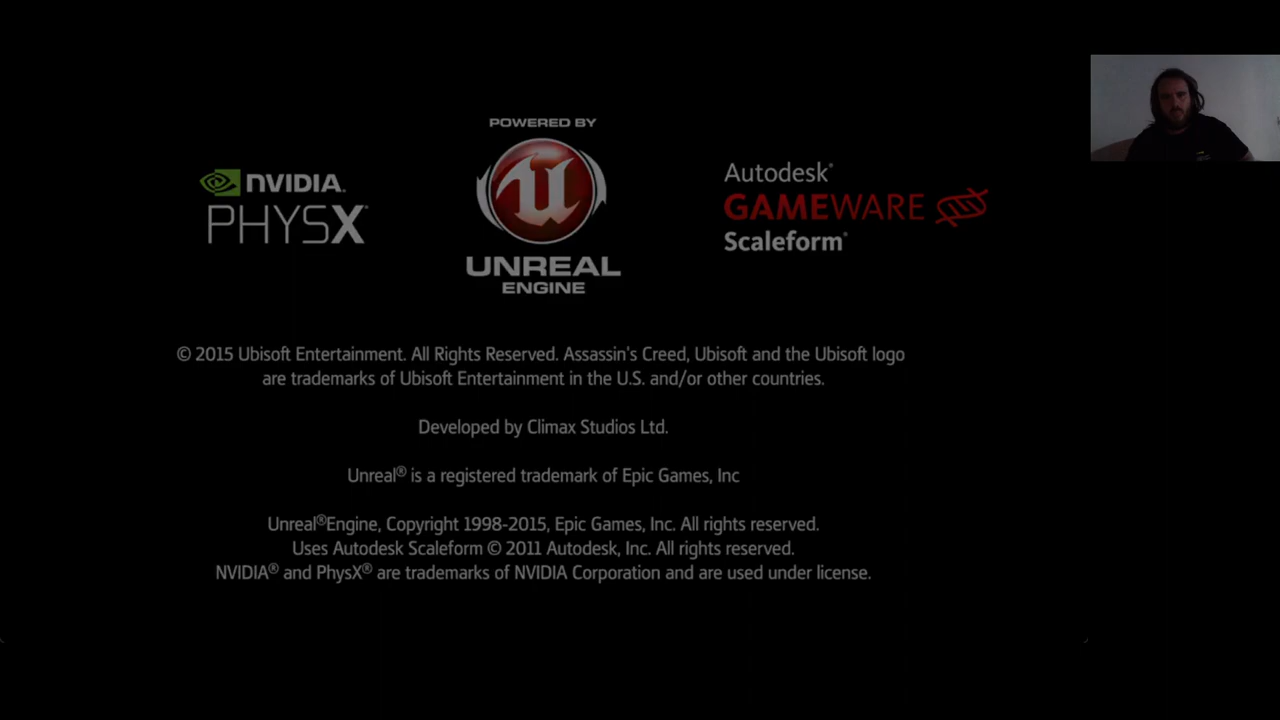 POWERED BY
NVIDIA.
PHYSX®
U
UNREAL
ENGINE
Autodesk®
GAMEWARE
Scaleform®
© 2015 Ubisoft Entertainment. All Rights Reserved. Assassin's Creed, Ubisoft and the Ubisoft logo
are trademarks of Ubisoft Entertainment in the U.S. and/or other countries.
Developed by Climax Studios Ltd.
Unreal® is a registered trademark of Epic Games, Inc
Unreal®Engine, Copyright 1998-2015, Epic Games, Inc. All rights reserved.
Uses Autodesk Scaleform © 2011 Autodesk, Inc. All rights reserved.
NVIDIA® and PhysX® are trademarks of NVIDIA Corporation and are used under license.